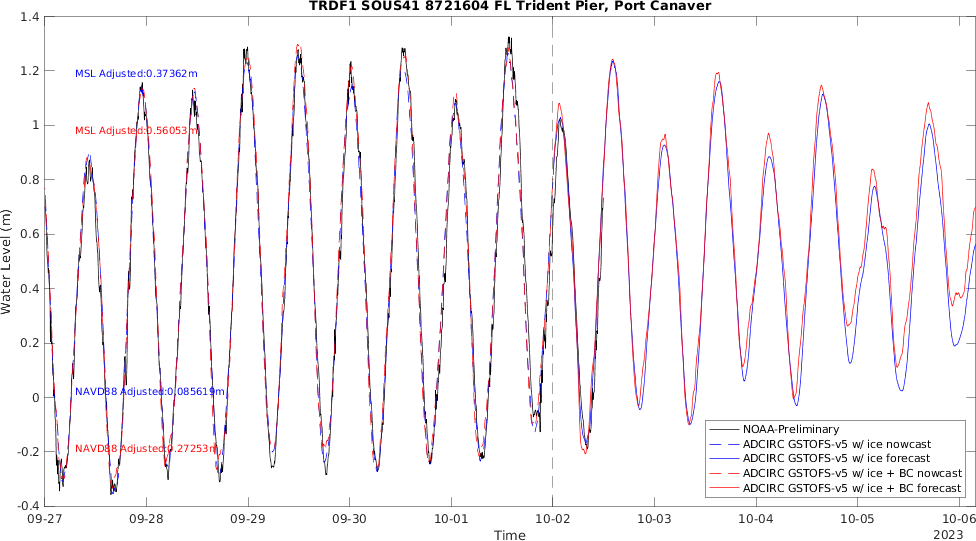 TRDF1 SOUS41 8721604 FL Trident Pier, Port Canaver
1.4
1.2
1
0.8
0.6
0.4
0.2
0
-0.2
-0.4
Water Level (m)
MSL Adjusted:0.37362m
MSL Adjusted:0.56053m
NAVD88 Adjusted:0.085619m
NAVD88 Adjusted:0.27253m
NOAA-Preliminary
ADCIRC GSTOFS-v5 w/ ice nowcast
ADCIRC GSTOFS-v5 w/ ice forecast
ADCIRC GSTOFS-v5 w/ ice + BC nowcast
ADCIRC GSTOFS-v5 w/ ice + BC forecast
09-27 09-28 09-29 09-30 10-01 10-02 10-03 10-04 10-05 10-06
Time
2023